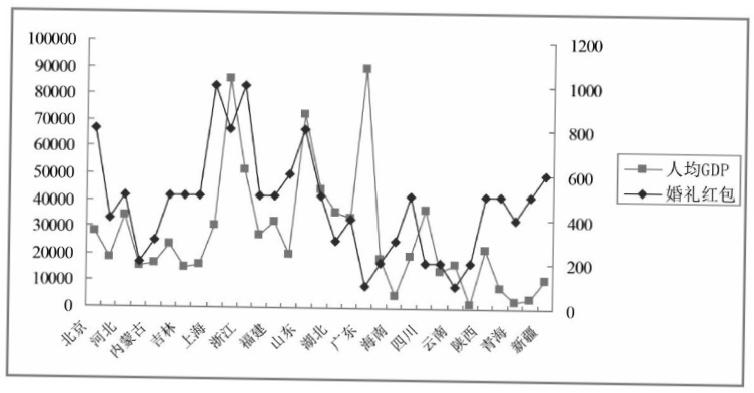 100000
90000
80000
70000
60000
50000
40000
30000
20000
10000
0
1200
1000
800
600
400
200
0
北京
河北
内蒙古
吉林
上海
浙江
福建
山东
湖北
广东
海南
四川
云南
陕西
青海
新疆
人均GDP
婚礼红包